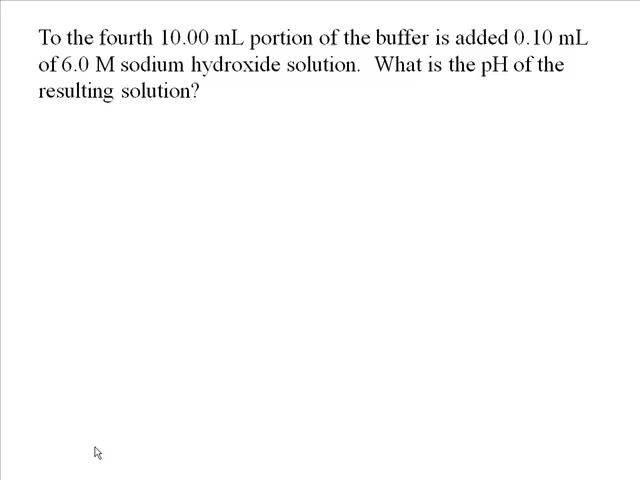 To the fourth 10.00 mL portion of the buffer is added 0.10 mL
of 6.0 M sodium hydroxide solution.  What is the pH of the
resulting solution?